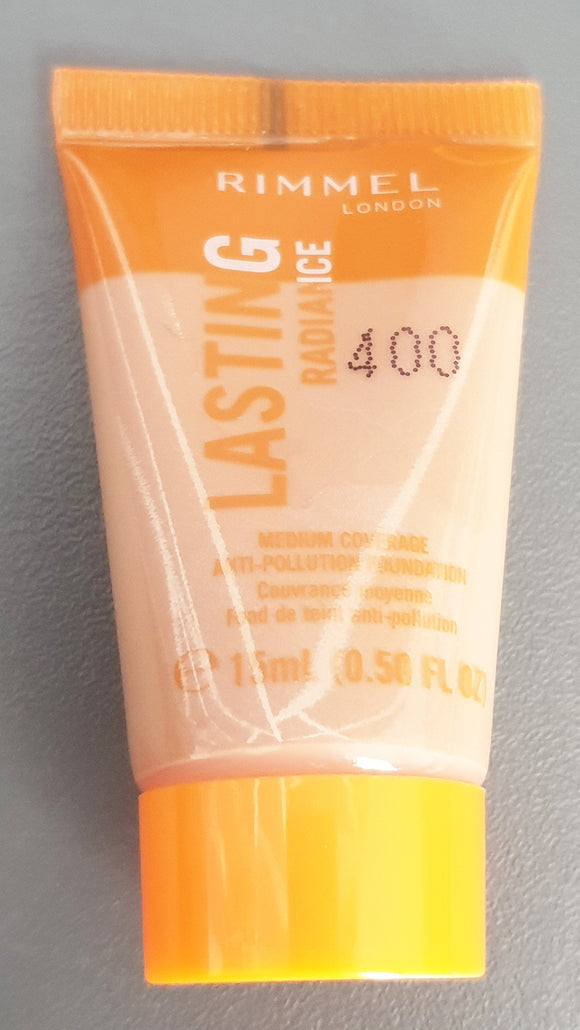 RIMMEL
LONDON
LASTING
RADIANCE
400
MEDIUM COVERAGE
ANTI-POLLUTION FOUNDATION
Couvrance moyenne
Fond de teint anti-pollution
℮ 15mL (0.50 FL OZ)